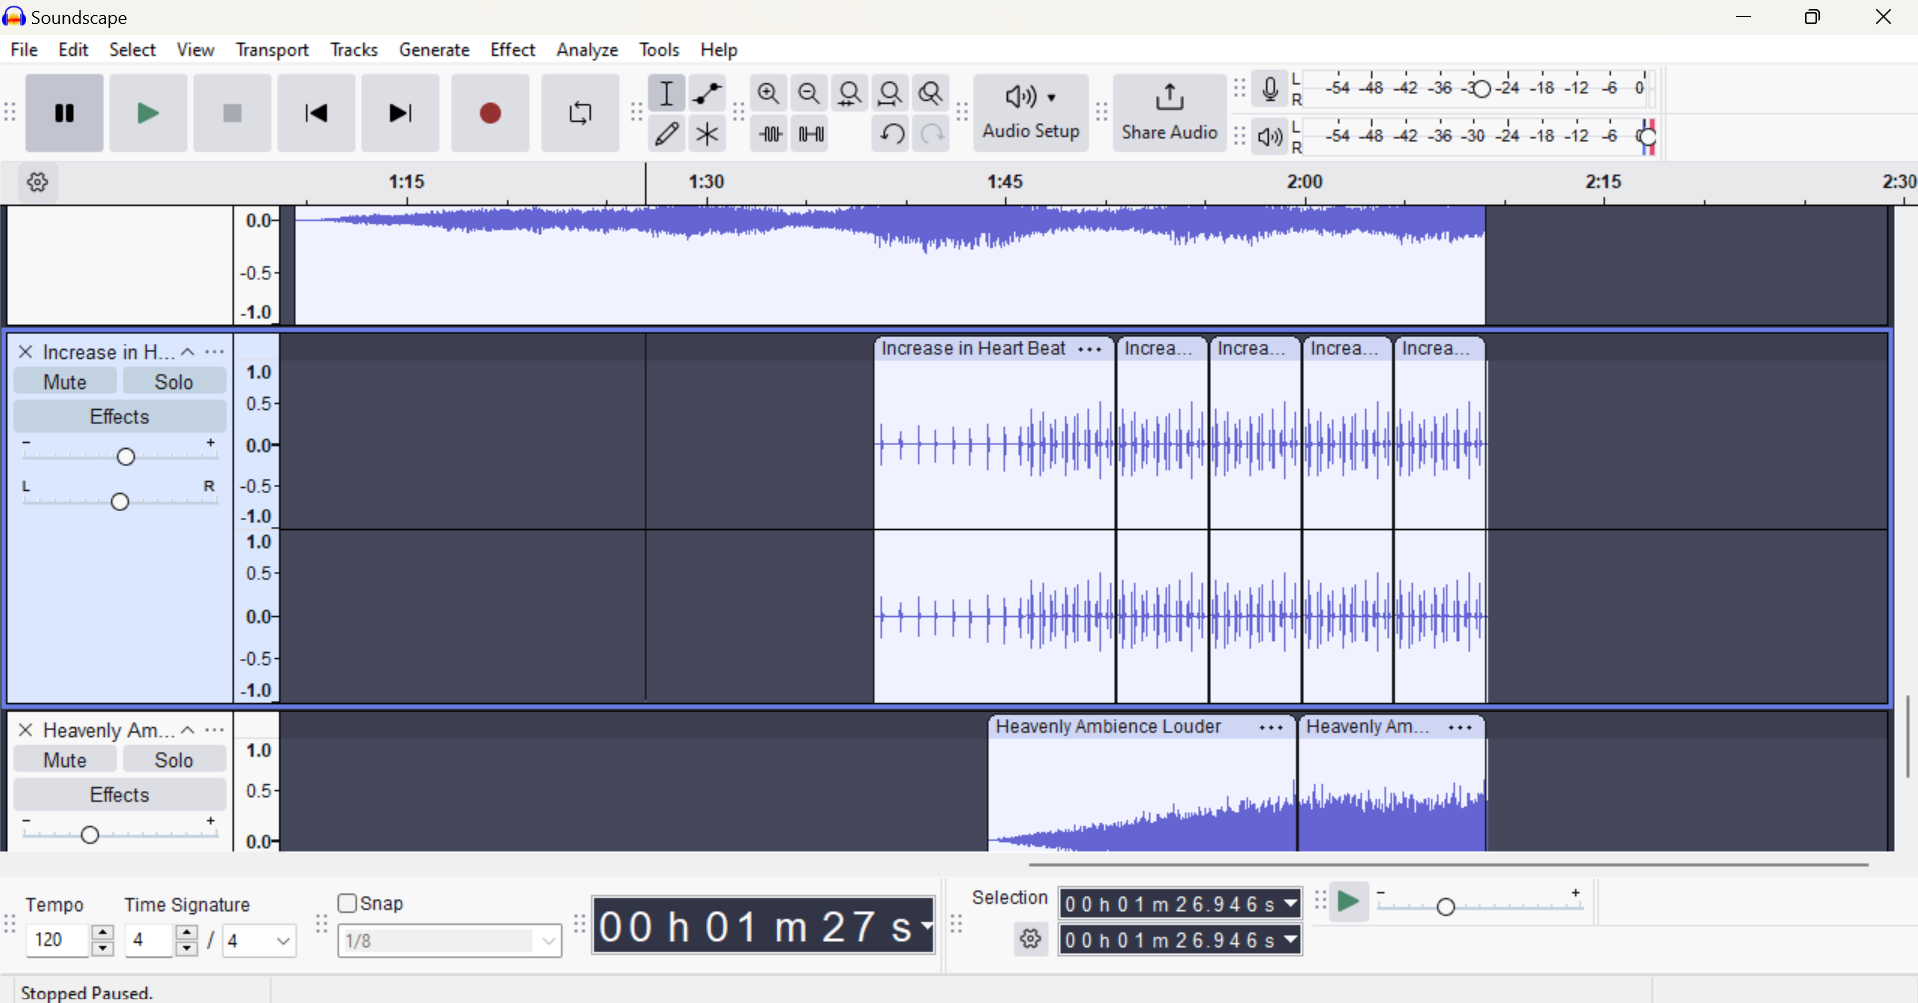 Soundscape
File Edit Select View Transport Tracks Generate Effect Analyze Tools Help
Audio Setup
Share Audio
L
R
-54 -48 -42 -36 -30 -24 -18 -12 -6 0
L
R
-54 -48 -42 -36 -30 -24 -18 -12 -6 0
1:15 1:30 1:45 2:00 2:15 2:30
0.0
-0.5
-1.0
Increase in H...
Mute Solo
Effects
- +
L R
1.0
0.5
0.0
-0.5
-1.0
1.0
0.5
0.0
-0.5
-1.0
Increase in Heart Beat ... Increa... Increa... Increa... Increa...
Heavenly Am...
Mute Solo
Effects
- +
1.0
0.5
0.0
Heavenly Ambience Louder ... Heavenly Am... ...
Tempo
120
Time Signature
4 / 4
Snap
1/8
00 h 01 m 27 s
Selection
00 h 01 m 26.946 s
00 h 01 m 26.946 s
- +
Stopped Paused.